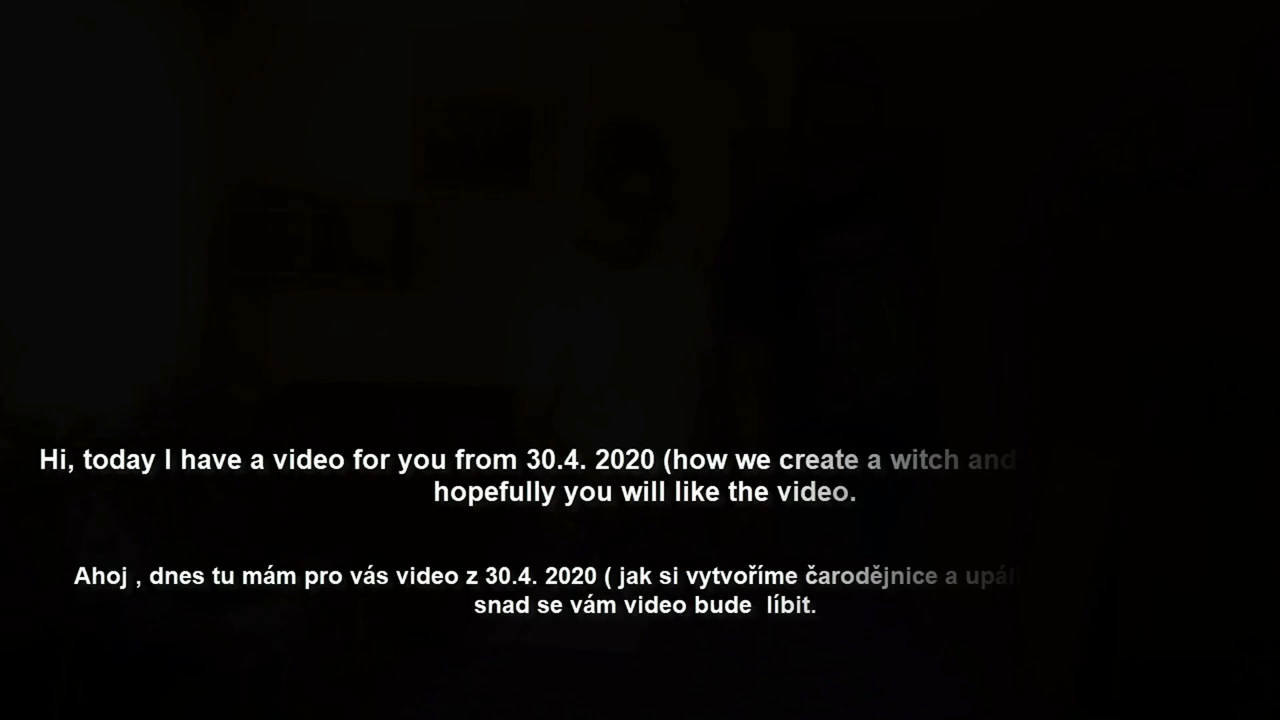 Hi, today I have a video for you from 30.4. 2020 (how we create a witch and
hopefully you will like the video.
Ahoj , dnes tu mám pro vás video z 30.4. 2020 ( jak si vytvoříme čarodějnice a
snad se vám video bude líbit.